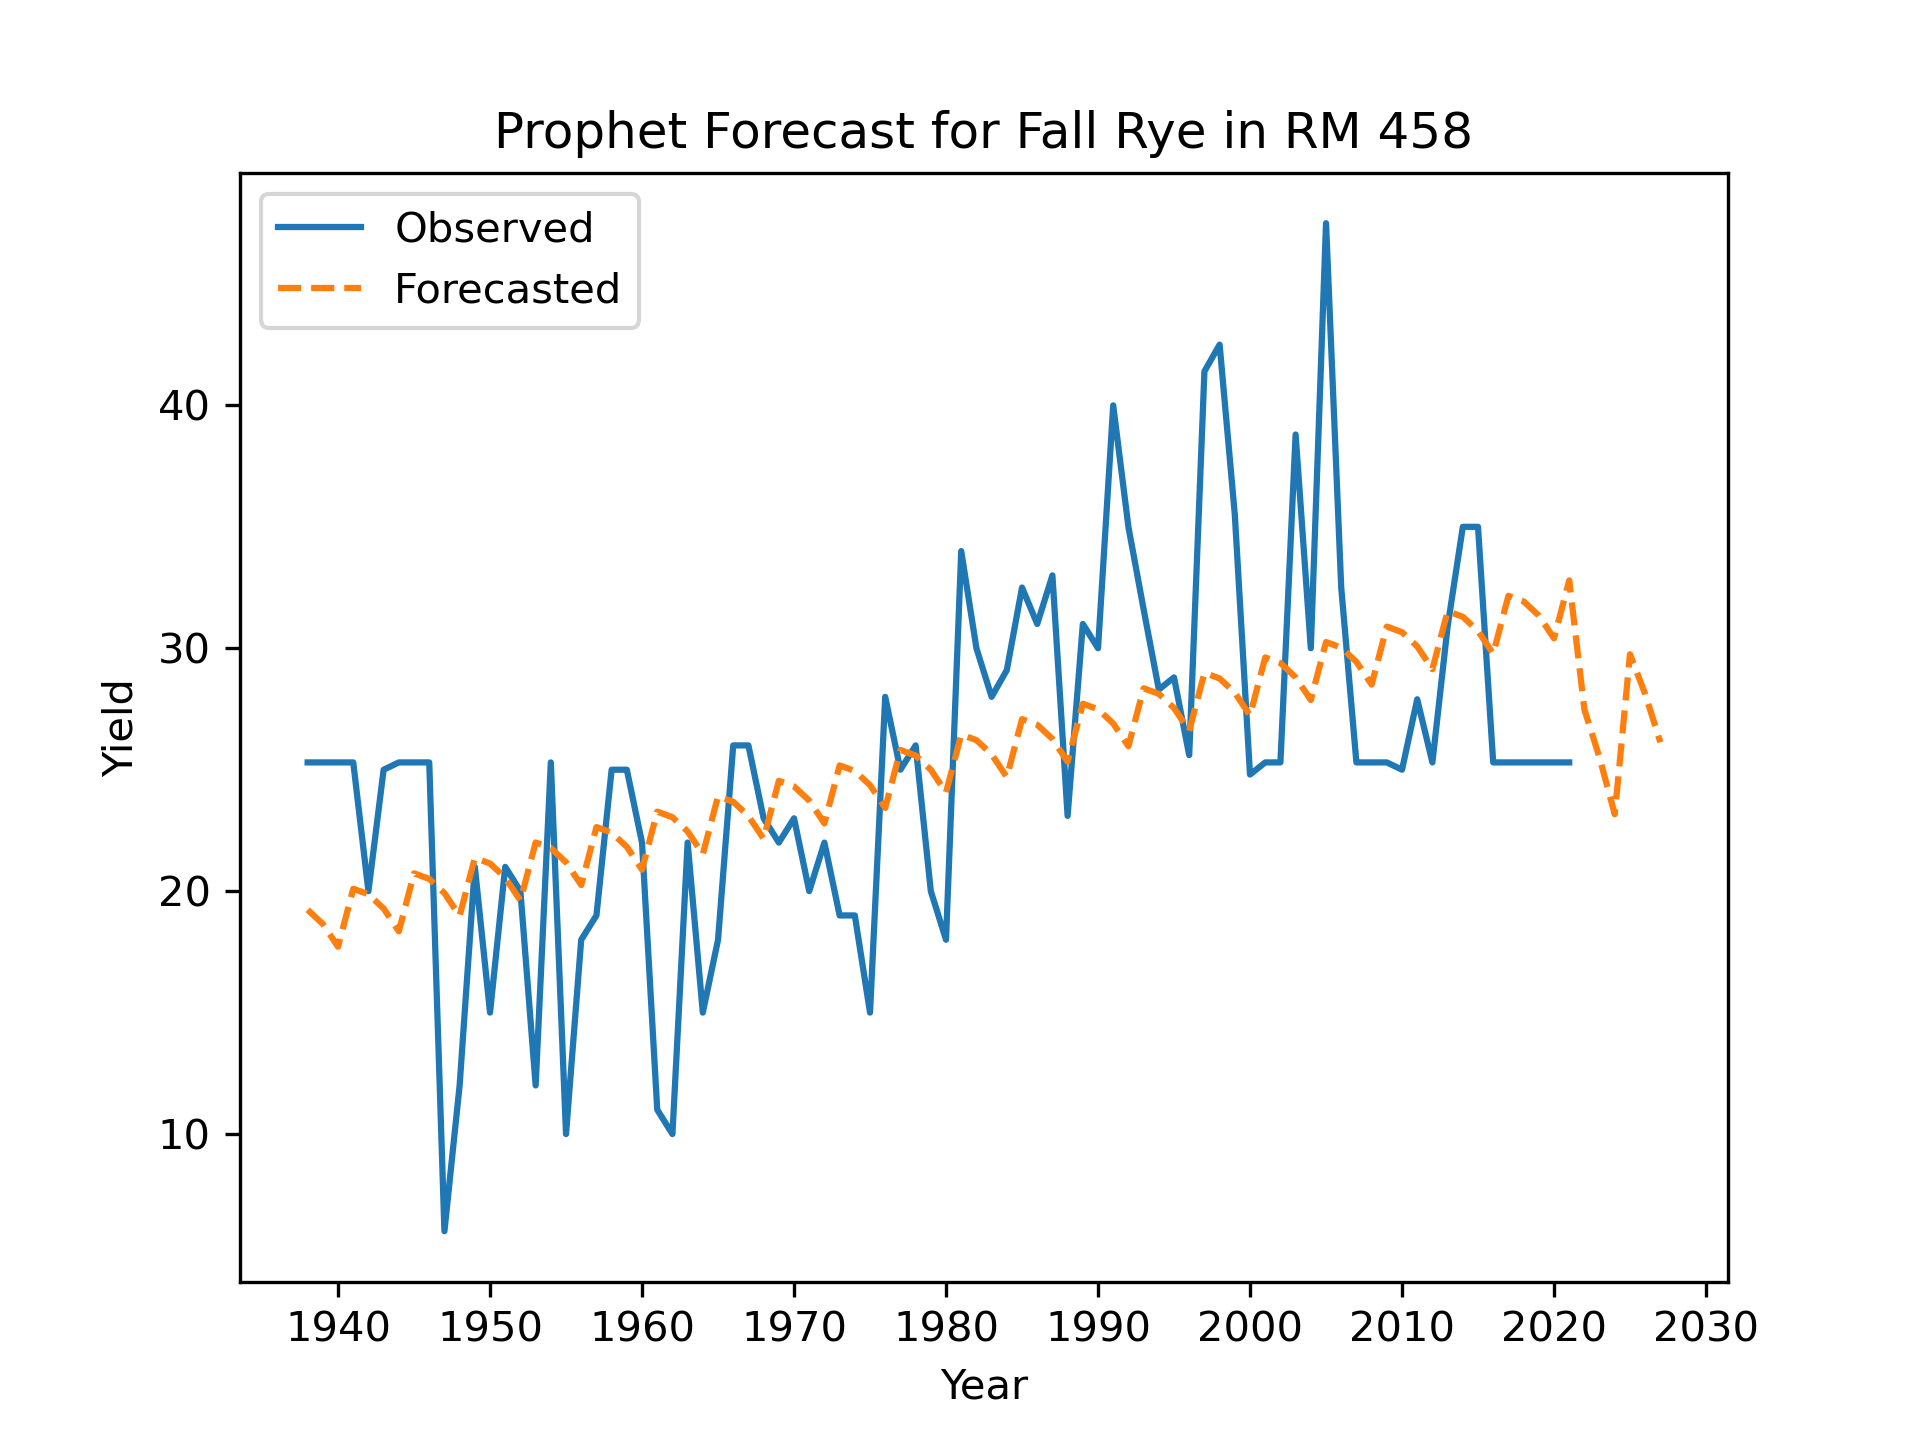 Prophet Forecast for Fall Rye in RM 458
Observed
Forecasted
40
30
20
10
Yield
1940 1950 1960 1970 1980 1990 2000 2010 2020 2030
Year